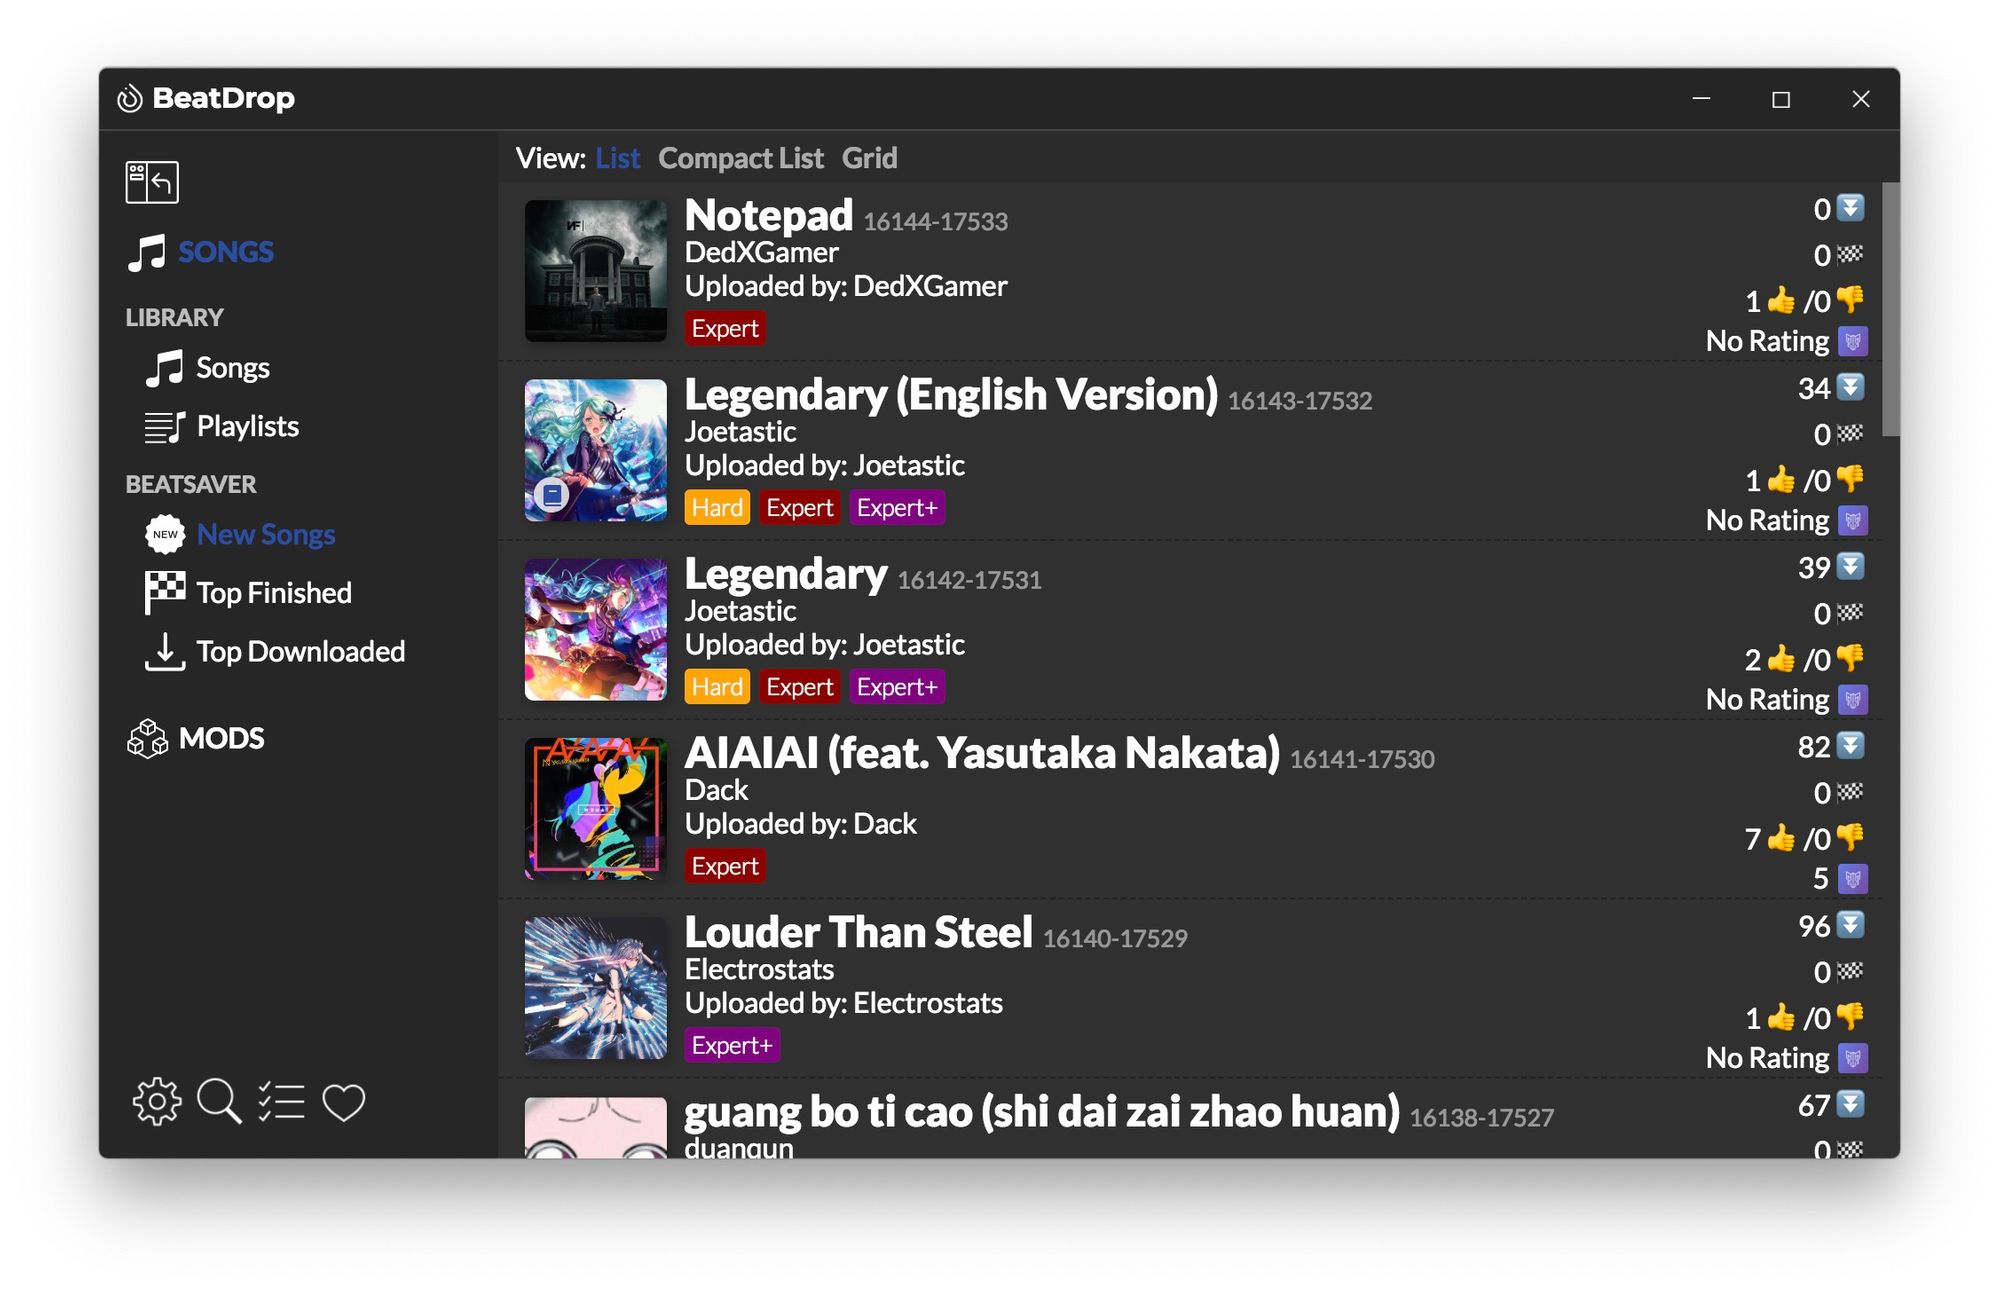 BeatDrop
SONGS
LIBRARY
Songs
Playlists
BEATSAVER
NEW New Songs
Top Finished
Top Downloaded
MODS
View: List Compact List Grid
NF
Notepad 16144-17533
DedXGamer
Uploaded by: DedXGamer
Expert
0
0
1 /0
No Rating
Legendary (English Version) 16143-17532
Joetastic
Uploaded by: Joetastic
Hard Expert Expert+
34
0
1 /0
No Rating
Legendary 16142-17531
Joetastic
Uploaded by: Joetastic
Hard Expert Expert+
39
0
2 /0
No Rating
AIAIAI (feat. Yasutaka Nakata) 16141-17530
Dack
Uploaded by: Dack
Expert
82
0
7 /0
5
Louder Than Steel 16140-17529
Electrostats
Uploaded by: Electrostats
Expert+
96
0
1 /0
No Rating
guang bo ti cao (shi dai zai zhao huan) 16138-17527
duangun
67
0